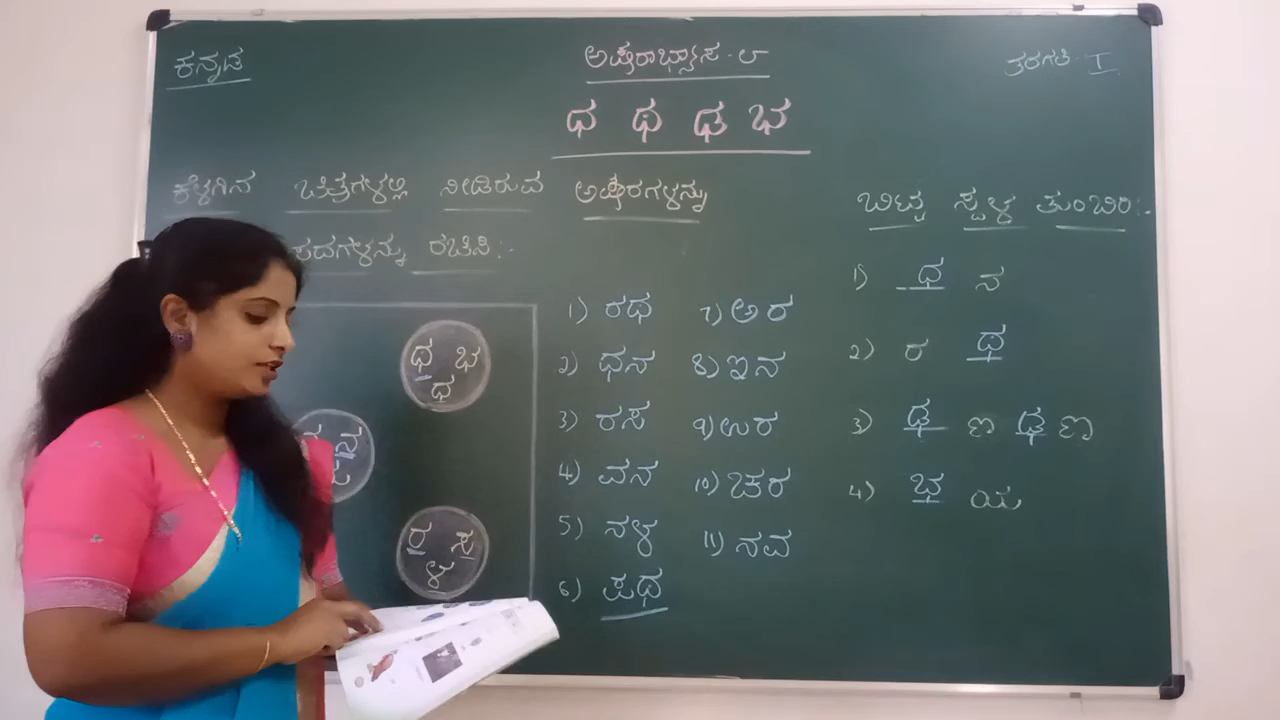 ಕನ್ನಡ
ಅಕ್ಷರಾಭ್ಯಾಸ - ೮
ತರಗತಿ - I
ಧ ಥ ಢ ಭ
ಕೆಳಗಿನ ಚಿತ್ರಗಳಲ್ಲಿ ನೀಡಿರುವ ಅಕ್ಷರಗಳನ್ನು
ಪದಗಳನ್ನು ರಚಿಸಿ :-
ಥ ಭ
ಧ
ನ
ರ ಸ
ಳ
1) ರಥ
2) ಧನ
3) ರಸ
4) ವನ
5) ನಳ
6) ಪಥ
7) ಅರ
8) ಇನ
9) ಉರ
10) ಚರ
11) ನವ
ಬಿಟ್ಟ ಸ್ಥಳ ತುಂಬಿರಿ :-
1) ಧ ನ
2) ರ ಥ
3) ಢ ಣ ಢ ಣ
4) ಭ ಯ